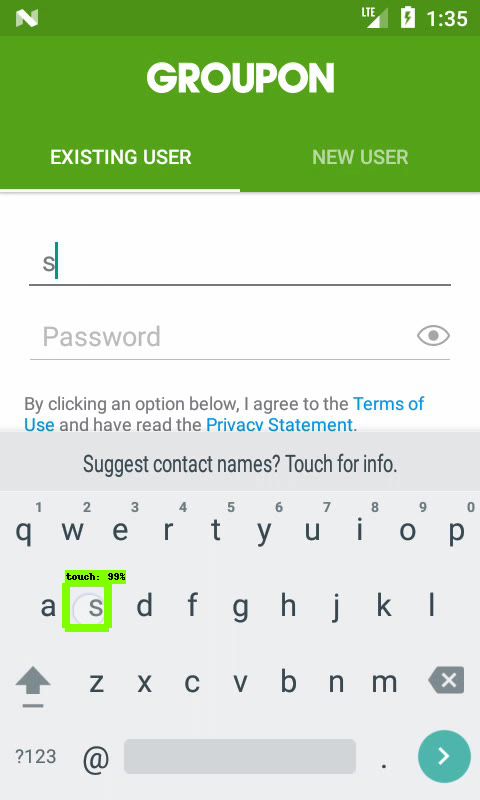 LTE 1:35
GROUPON
EXISTING USER NEW USER
s
Password
By clicking an option below, I agree to the Terms of
Use and have read the Privacy Statement.
Suggest contact names? Touch for info.
1 2 3 4 5 6 7 8 9 0
q w e r t y u i o p
touch: 99%
a s d f g h j k l
z x c v b n m
?123 @ .